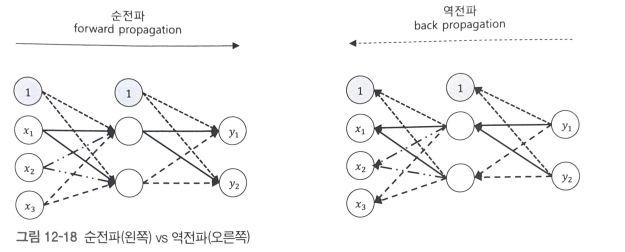 순전파
forward propagation
역전파
back propagation
1
1
x₁
x₂
x₃
y₁
y₂
1
1
x₁
x₂
x₃
y₁
y₂
그림 12-18 순전파(왼쪽) vs 역전파(오른쪽)